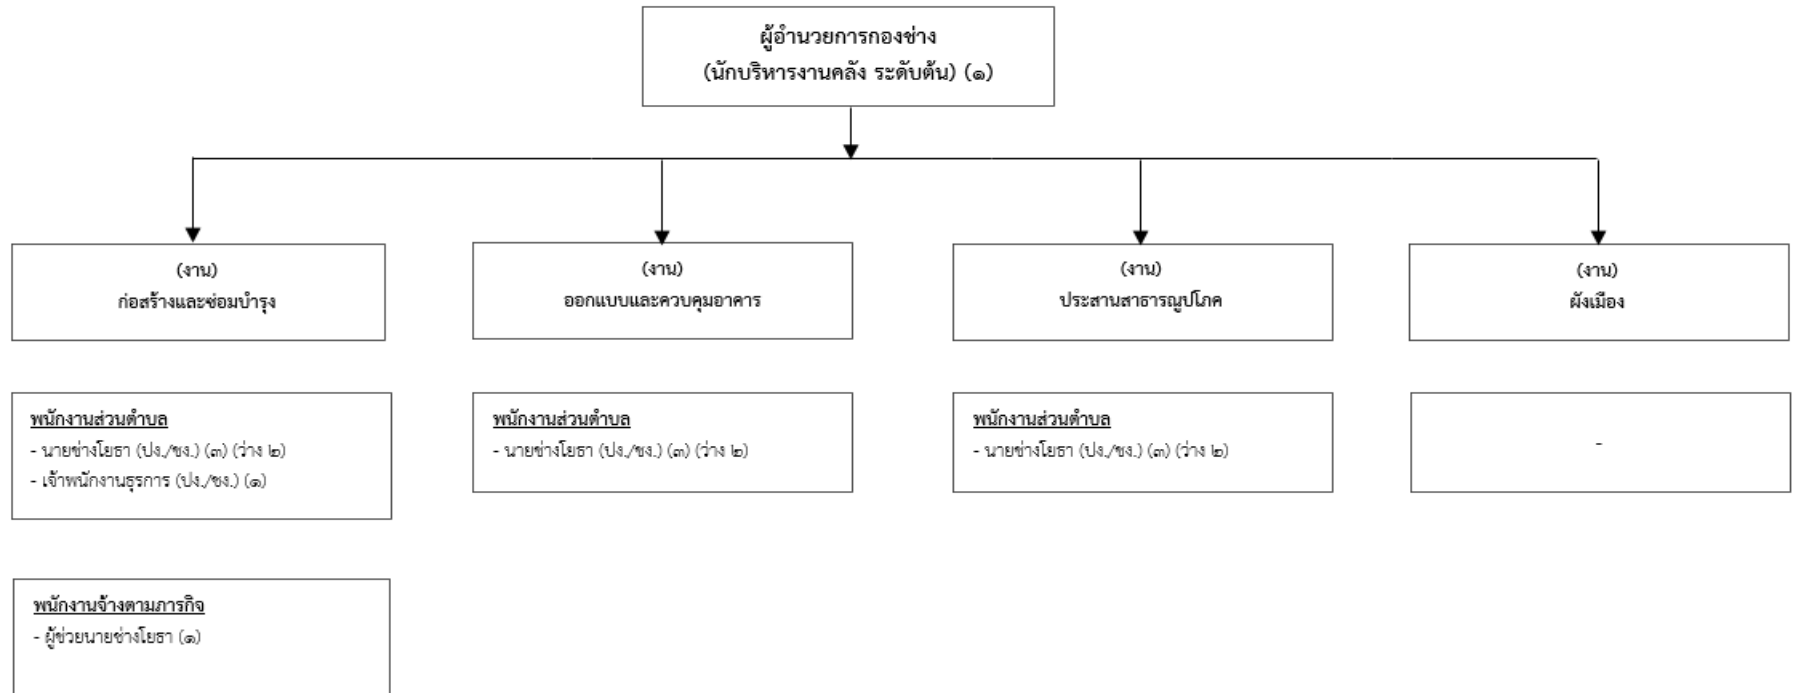 ผู้อำนวยการกองช่าง
(นักบริหารงานคลัง ระดับต้น) (๑)
(งาน)
ก่อสร้างและซ่อมบำรุง
(งาน)
ออกแบบและควบคุมอาคาร
(งาน)
ประสานสาธารณูปโภค
(งาน)
ผังเมือง
พนักงานส่วนตำบล
- นายช่างโยธา (ปง./ชง.) (๓) (ว่าง ๒)
- เจ้าพนักงานธุรการ (ปง./ชง.) (๑)
พนักงานส่วนตำบล
- นายช่างโยธา (ปง./ชง.) (๓) (ว่าง ๒)
พนักงานส่วนตำบล
- นายช่างโยธา (ปง./ชง.) (๓) (ว่าง ๒)
-
พนักงานจ้างตามภารกิจ
- ผู้ช่วยนายช่างโยธา (๑)